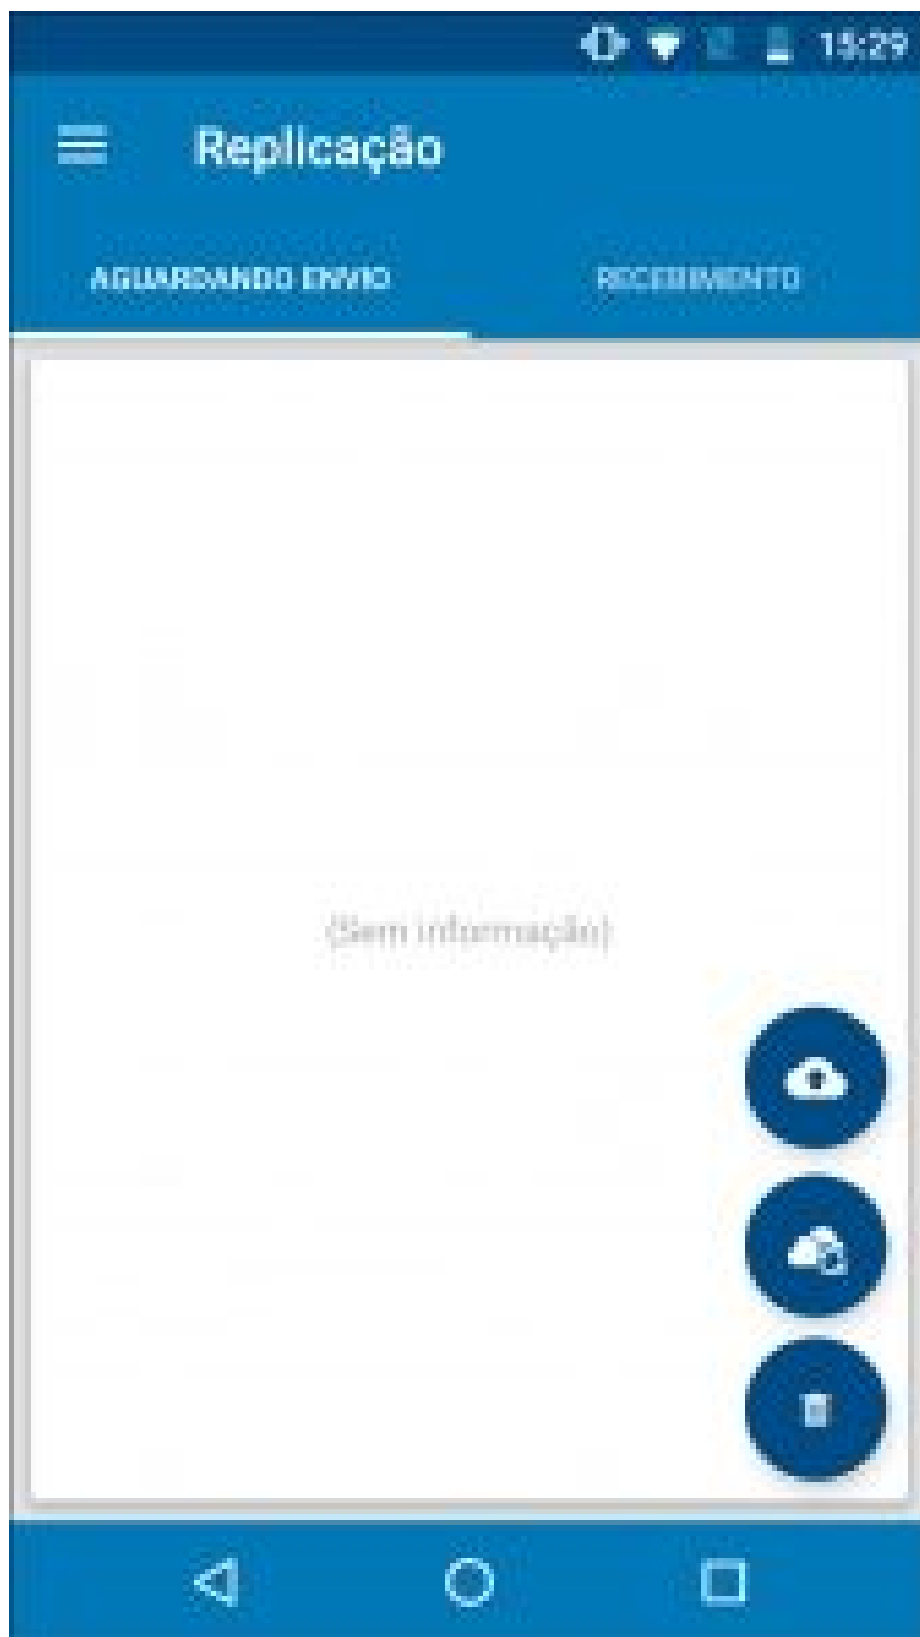 15:29
Replicação
AGUARDANDO ENVIO
RECEBIMENTO
(Sem informação)